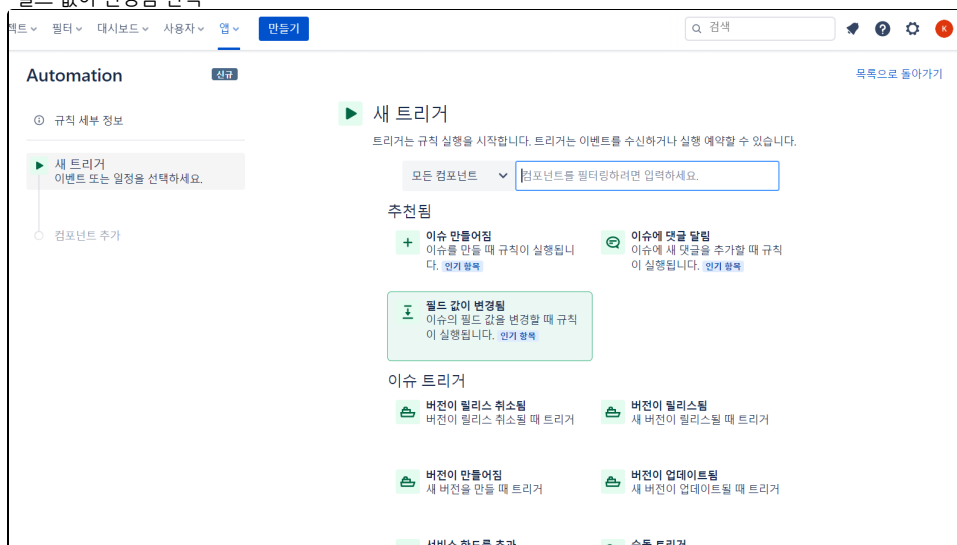 필터 대시보드 사용자 앱 만들기 검색 K
Automation 신규 목록으로 돌아가기
규칙 세부 정보
새 트리거
이벤트 또는 일정을 선택하세요.
컴포넌트 추가
새 트리거
트리거는 규칙 실행을 시작합니다. 트리거는 이벤트를 수신하거나 실행 예약할 수 있습니다.
모든 컴포넌트 컴포넌트를 필터링하려면 입력하세요.
추천됨
이슈 만들어짐
이슈를 만들 때 규칙이 실행됩니
다. 인기 항목
이슈에 댓글 달림
이슈에 새 댓글을 추가할 때 규칙
이 실행됩니다. 인기 항목
필드 값이 변경됨
이슈의 필드 값을 변경할 때 규칙
이 실행됩니다. 인기 항목
이슈 트리거
버전이 릴리스 취소됨
버전이 릴리스 취소될 때 트리거
버전이 릴리스됨
새 버전이 릴리스될 때 트리거
버전이 만들어짐
새 버전을 만들 때 트리거
버전이 업데이트됨
새 버전이 업데이트될 때 트리거